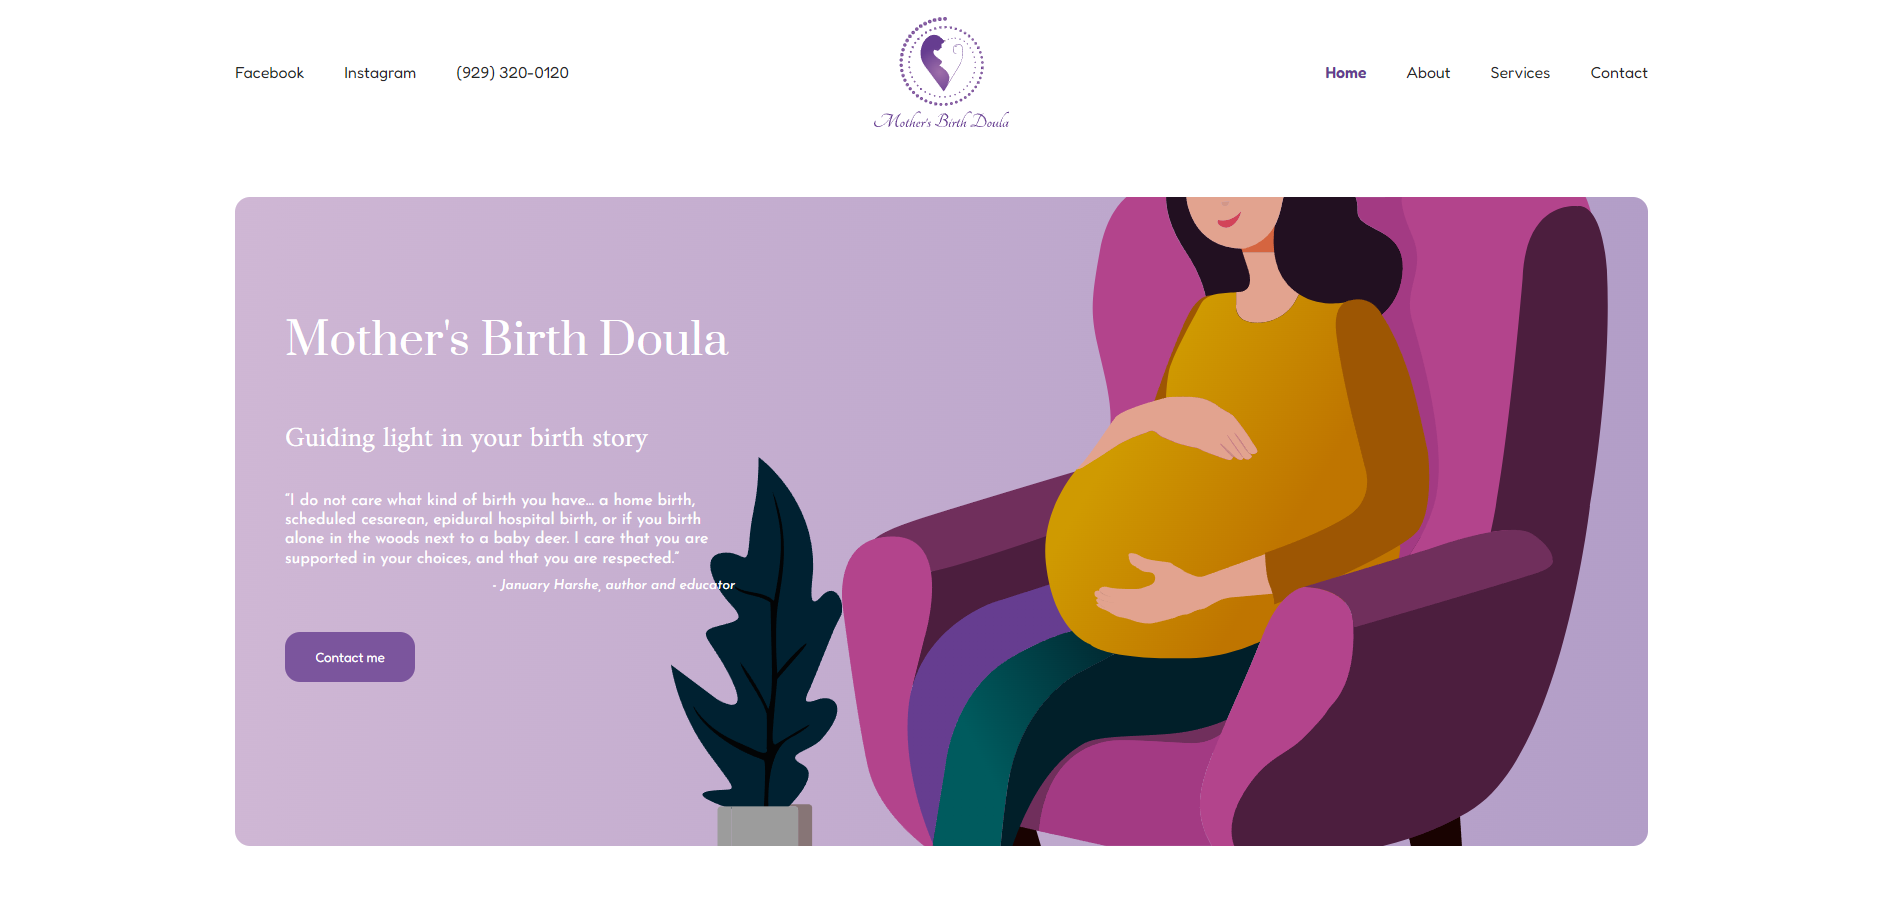 Facebook Instagram (929) 320-0120
Mother's Birth Doula
Home About Services Contact
Mother's Birth Doula
Guiding light in your birth story
“I do not care what kind of birth you have... a home birth,
scheduled cesarean, epidural hospital birth, or if you birth
alone in the woods next to a baby deer. I care that you are
supported in your choices, and that you are respected.”
- January Harshe, author and educator
Contact me